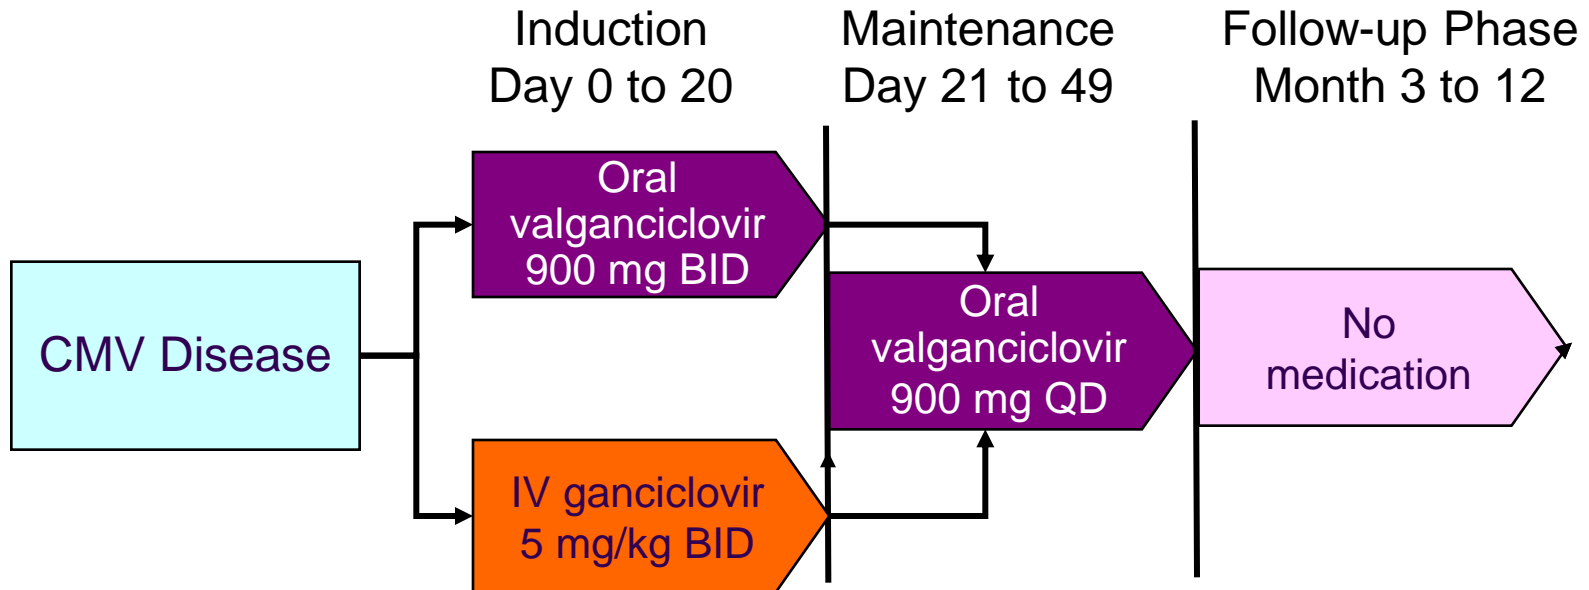 Induction
Day 0 to 20
Maintenance
Day 21 to 49
Follow-up Phase
Month 3 to 12
Oral
valganciclovir
900 mg BID
CMV Disease
Oral
valganciclovir
900 mg QD
No
medication
IV ganciclovir
5 mg/kg BID